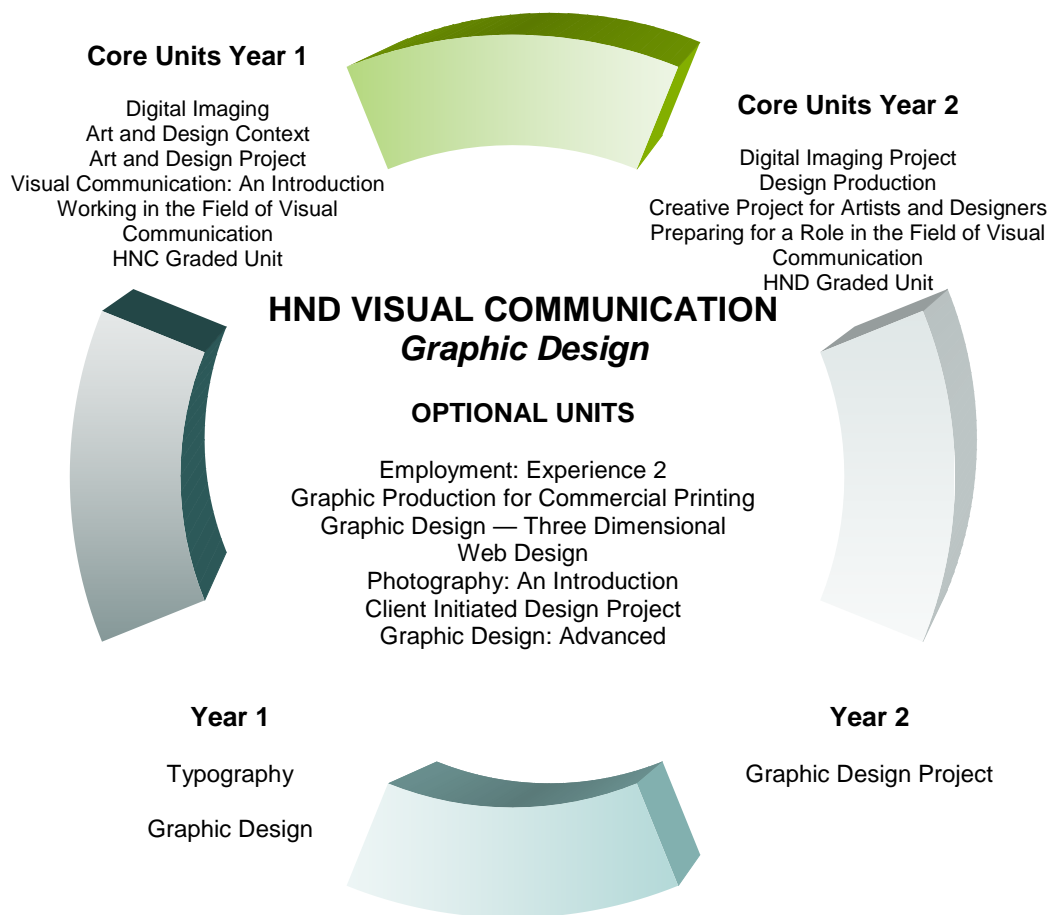 Core Units Year 1
Digital Imaging
Art and Design Context
Art and Design Project
Visual Communication: An Introduction
Working in the Field of Visual
Communication
HNC Graded Unit
Core Units Year 2
Digital Imaging Project
Design Production
Creative Project for Artists and Designers
Preparing for a Role in the Field of Visual
Communication
HND Graded Unit
HND VISUAL COMMUNICATION
Graphic Design
OPTIONAL UNITS
Employment: Experience 2
Graphic Production for Commercial Printing
Graphic Design — Three Dimensional
Web Design
Photography: An Introduction
Client Initiated Design Project
Graphic Design: Advanced
Year 1
Typography
Graphic Design
Year 2
Graphic Design Project